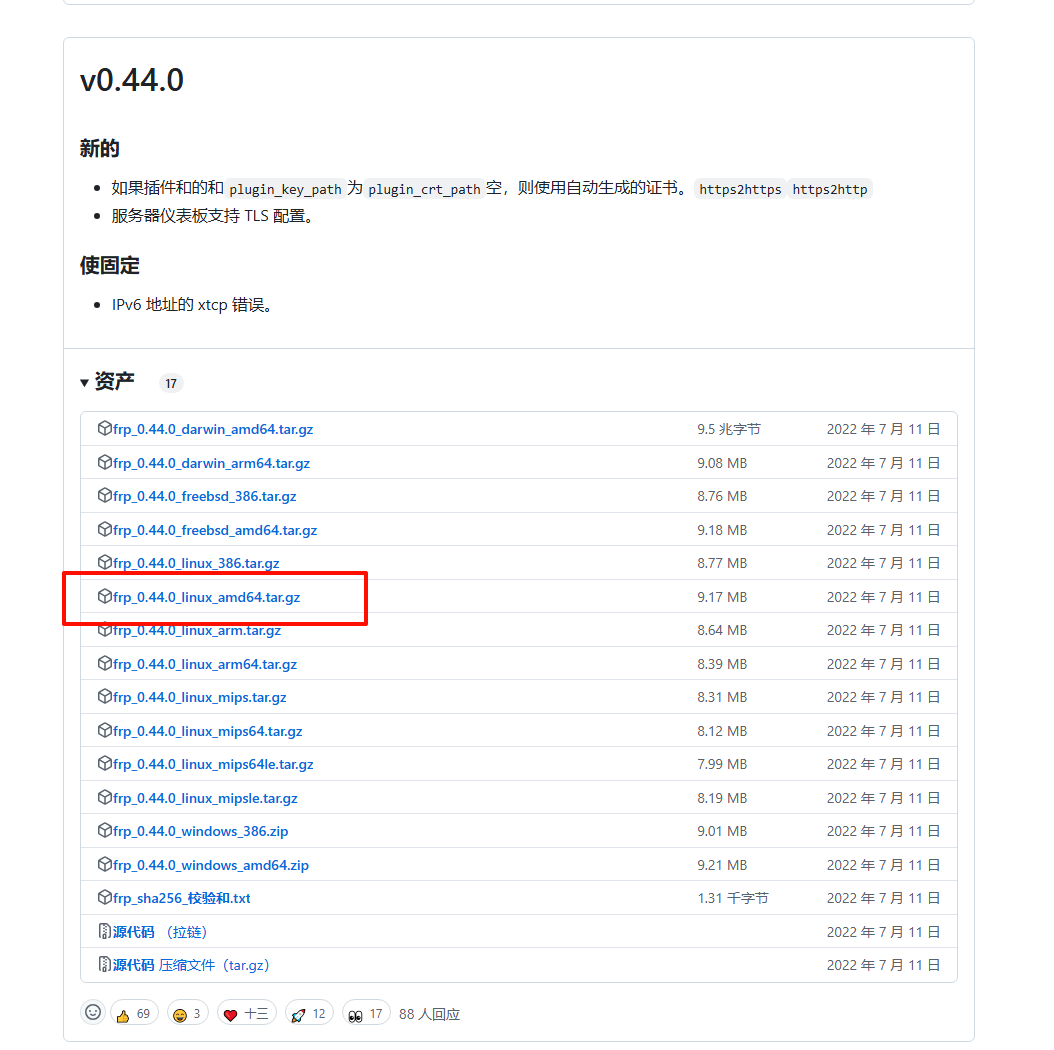 v0.44.0
新的
如果插件和的和 plugin_key_path 为 plugin_crt_path 空，则使用自动生成的证书。 https2https https2http
服务器仪表板支持 TLS 配置。
使固定
IPv6 地址的 xtcp 错误。
资产 17
frp_0.44.0_darwin_amd64.tar.gz 9.5 兆字节 2022 年 7 月 11 日
frp_0.44.0_darwin_arm64.tar.gz 9.08 MB 2022 年 7 月 11 日
frp_0.44.0_freebsd_386.tar.gz 8.76 MB 2022 年 7 月 11 日
frp_0.44.0_freebsd_amd64.tar.gz 9.18 MB 2022 年 7 月 11 日
frp_0.44.0_linux_386.tar.gz 8.77 MB 2022 年 7 月 11 日
frp_0.44.0_linux_amd64.tar.gz 9.17 MB 2022 年 7 月 11 日
frp_0.44.0_linux_arm.tar.gz 8.64 MB 2022 年 7 月 11 日
frp_0.44.0_linux_arm64.tar.gz 8.39 MB 2022 年 7 月 11 日
frp_0.44.0_linux_mips.tar.gz 8.31 MB 2022 年 7 月 11 日
frp_0.44.0_linux_mips64.tar.gz 8.12 MB 2022 年 7 月 11 日
frp_0.44.0_linux_mips64le.tar.gz 7.99 MB 2022 年 7 月 11 日
frp_0.44.0_linux_mipsle.tar.gz 8.19 MB 2022 年 7 月 11 日
frp_0.44.0_windows_386.zip 9.01 MB 2022 年 7 月 11 日
frp_0.44.0_windows_amd64.zip 9.21 MB 2022 年 7 月 11 日
frp_sha256_校验和.txt 1.31 千字节 2022 年 7 月 11 日
源代码 （拉链） 2022 年 7 月 11 日
源代码 压缩文件（tar.gz） 2022 年 7 月 11 日
69 3 十三 12 17 88 人回应